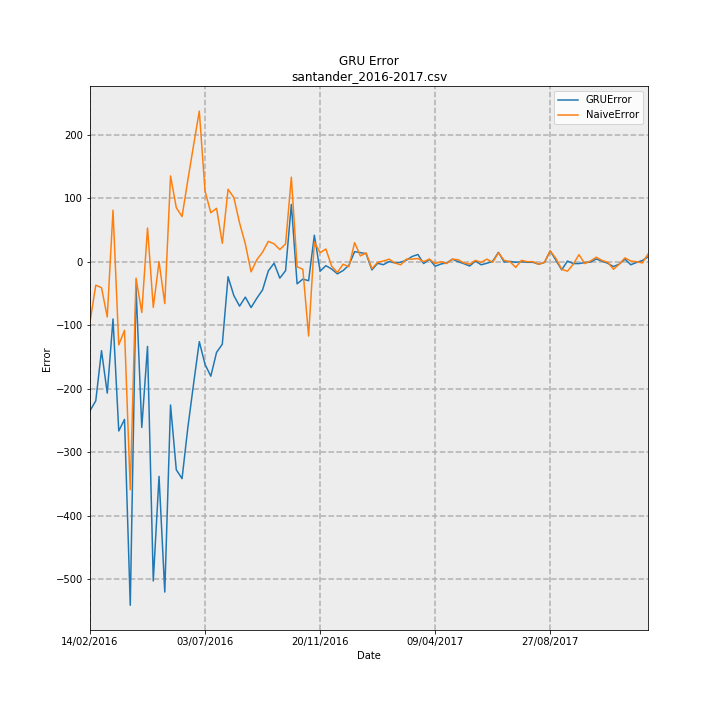 GRU Error
santander_2016-2017.csv
GRUError
NaiveError
200
100
0
−100
−200
−300
−400
−500
Error
14/02/2016
03/07/2016
20/11/2016
09/04/2017
27/08/2017
Date